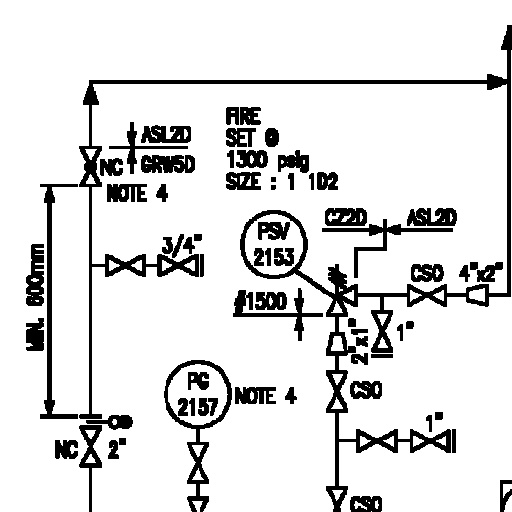 FIRE
SET @
1300 psig
SIZE : 1 1D2
ASL2D
NC
GRW5D
NOTE 4
3/4"
PSV
2153
CZ2D
ASL2D
CSO
4"x2"
#1500
1"
2"x1"
MIN. 600mm
PG
2157
NOTE 4
CSO
1"
NC
2"
CSO